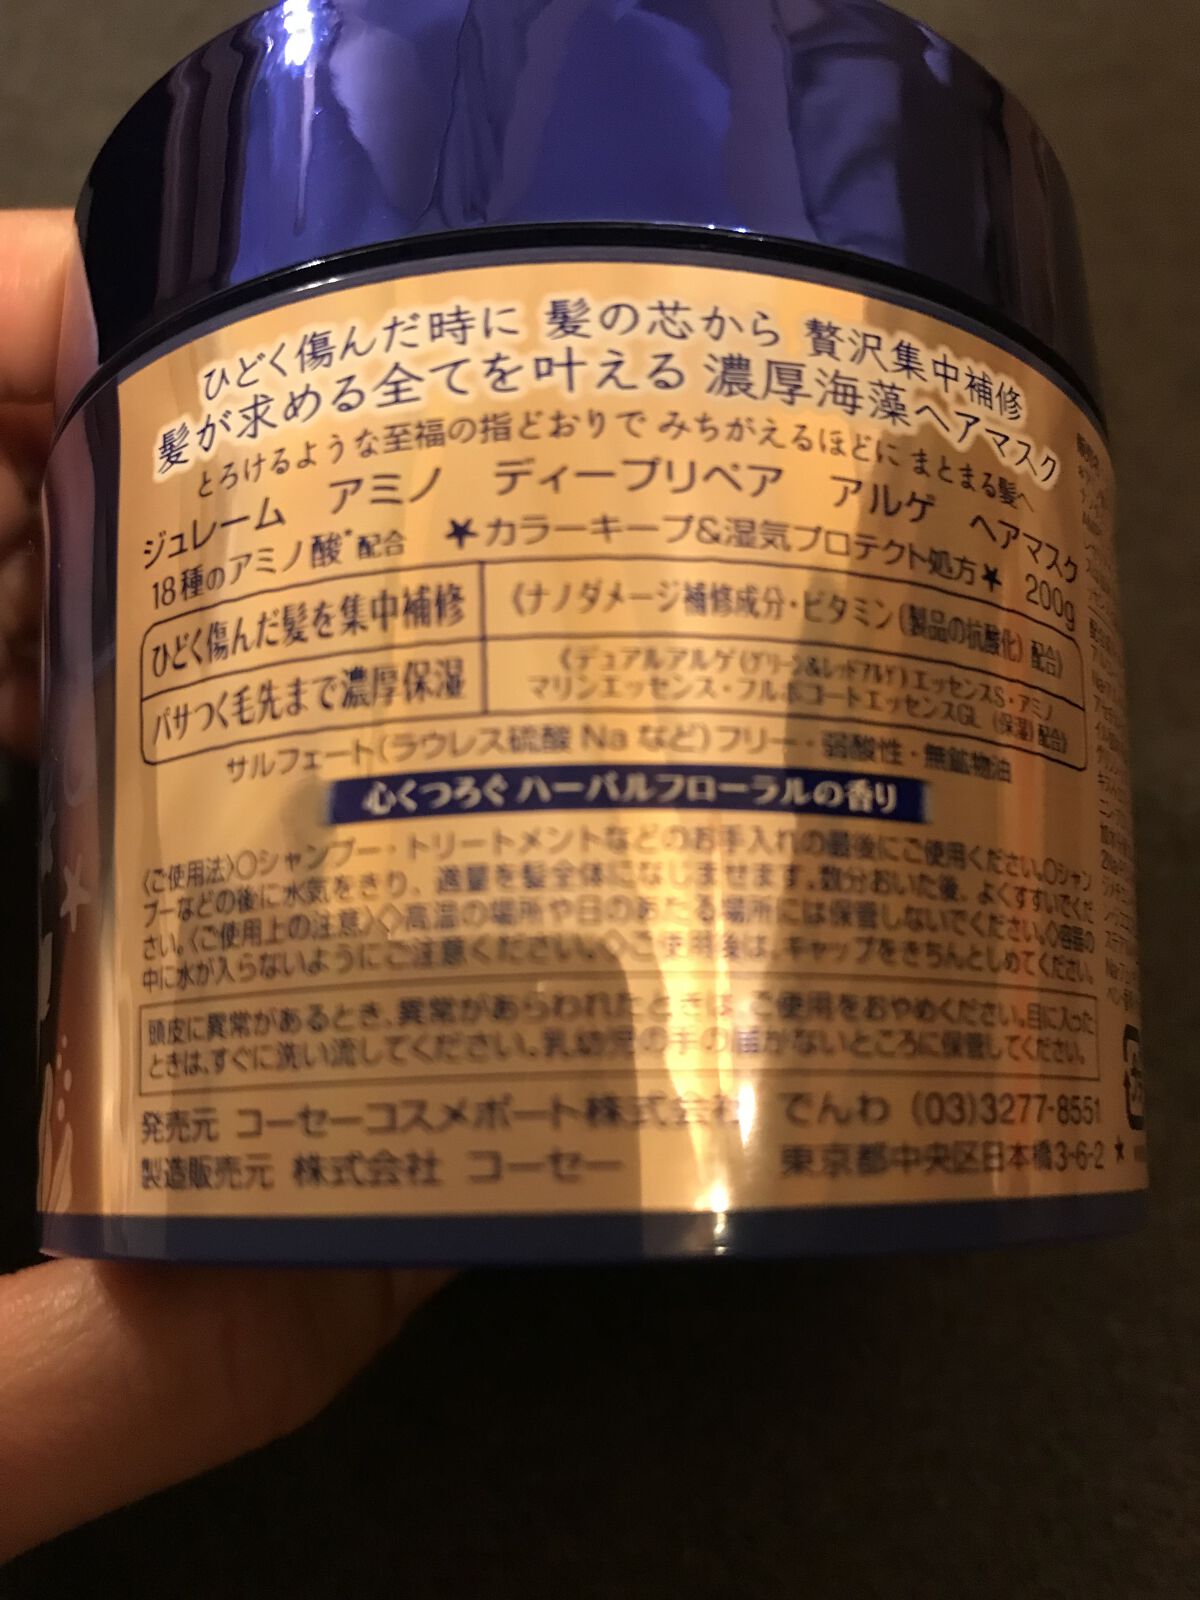 ひどく傷んだ時に 髪の芯から 贅沢集中補修
髪が求める全てを叶える 濃厚海藻ヘアマスク
とろけるような至福の指どおりで みちがえるほどに まとまる髪へ
ジュレーム アミノ ディープリペア アルゲ ヘアマスク
18種のアミノ酸*配合 ★カラーキープ&湿気プロテクト処方★ 200g
ひどく傷んだ髪を集中補修 《ナノダメージ補修成分・ビタミン(製品の抗酸化) 配合》
パサつく毛先まで濃厚保湿 《デュアルアルゲ(グリーン&レッドアルゲ)エッセンスS・アミノ
マリンエッセンス・フルボコートエッセンスGL (保湿)配合》
サルフェート(ラウレス硫酸Naなど)フリー・弱酸性・無鉱物油
心くつろぐ ハーバルフローラルの香り
〈ご使用法〉○シャンプー・トリートメントなどのお手入れの最後にご使用ください。○シャン
プーなどの後に水気をきり、適量を髪全体になじませます。数分おいた後、よくすすいでくだ
さい。〈ご使用上の注意〉◇高温の場所や日のあたる場所には保管しないでください。◇容器の
中に水が入らないようにご注意ください。◇ご使用後は、キャップをきちんとしめてください。
頭皮に異常があるとき、異常があらわれたときは、ご使用をおやめください。目に入った
ときは、すぐに洗い流してください。乳幼児の手の届かないところに保管してください。
発売元 コーセーコスメポート株式会社 でんわ (03)3277-8551
製造販売元 株式会社 コーセー 東京都中央区日本橋3-6-2 ★